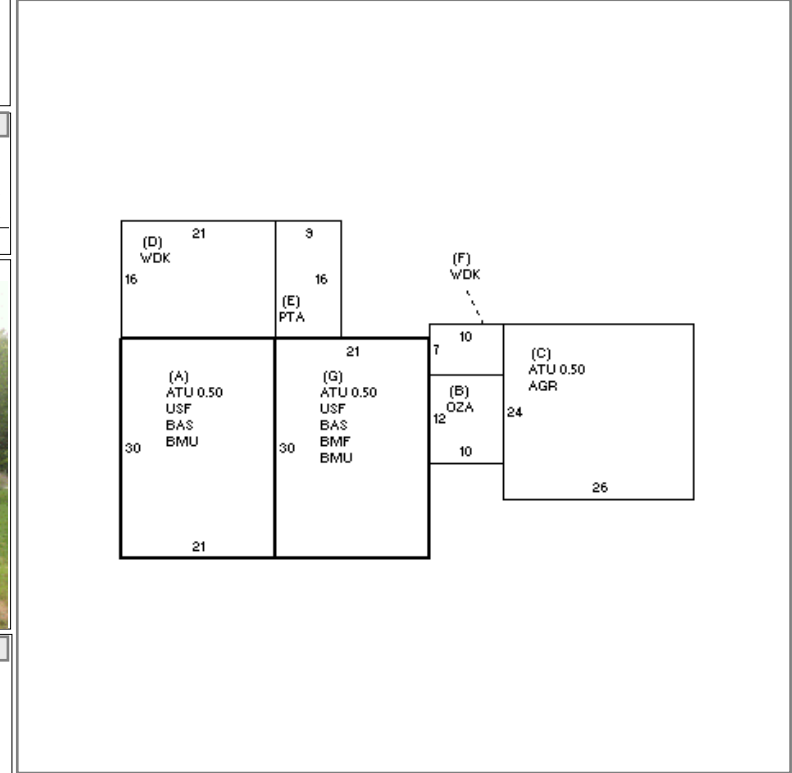 21
(D)
WDK
16
9
16
(E)
PTA
(F)
WDK
10
7
21
(A)
ATU 0.50
USF
BAS
BMU
30
21
(G)
ATU 0.50
USF
BAS
BMF
BMU
30
(B)
OZA
12
10
(C)
ATU 0.50
AGR
24
26